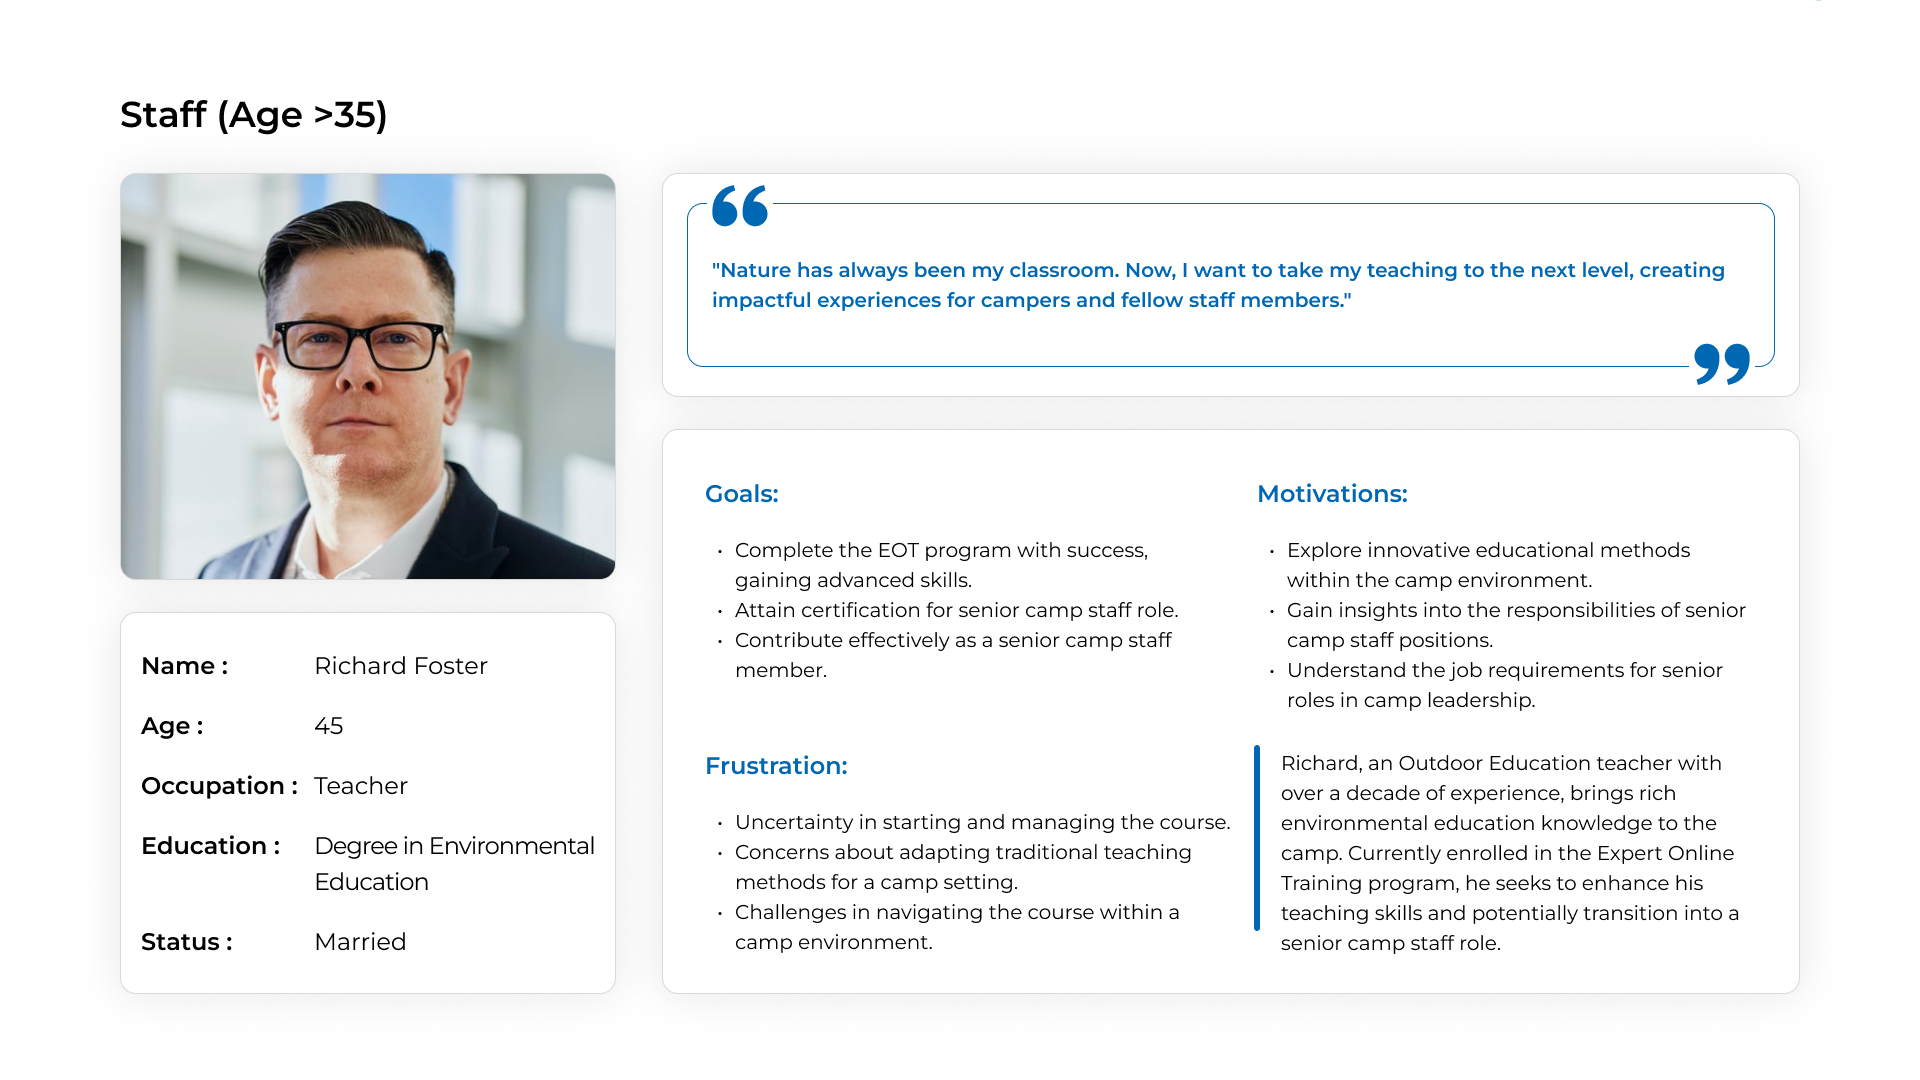 Staff (Age >35)
"Nature has always been my classroom. Now, I want to take my teaching to the next level, creating
impactful experiences for campers and fellow staff members."
Name : Richard Foster
Age : 45
Occupation : Teacher
Education : Degree in Environmental
Education
Status : Married
Goals:
• Complete the EOT program with success,
gaining advanced skills.
• Attain certification for senior camp staff role.
• Contribute effectively as a senior camp staff
member.
Motivations:
• Explore innovative educational methods
within the camp environment.
• Gain insights into the responsibilities of senior
camp staff positions.
• Understand the job requirements for senior
roles in camp leadership.
Frustration:
• Uncertainty in starting and managing the course.
• Concerns about adapting traditional teaching
methods for a camp setting.
• Challenges in navigating the course within a
camp environment.
Richard, an Outdoor Education teacher with
over a decade of experience, brings rich
environmental education knowledge to the
camp. Currently enrolled in the Expert Online
Training program, he seeks to enhance his
teaching skills and potentially transition into a
senior camp staff role.